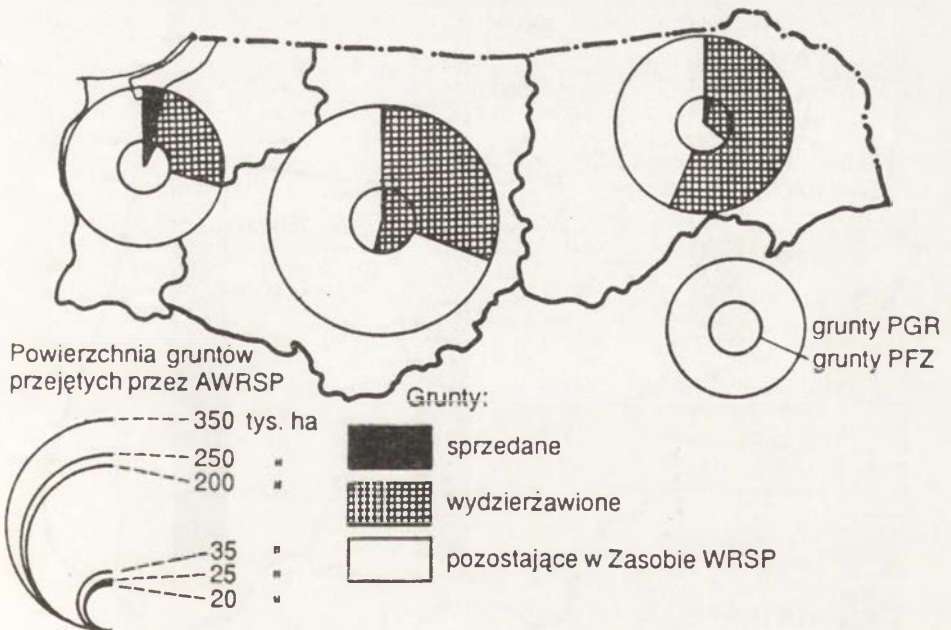 grunty PGR
grunty PFZ
Powierzchnia gruntów
przejętych przez AWRSP
350 tys. ha
250 "
200 "
35 "
25 "
20 "
Grunty:
sprzedane
wydzierżawione
pozostające w Zasobie WRSP